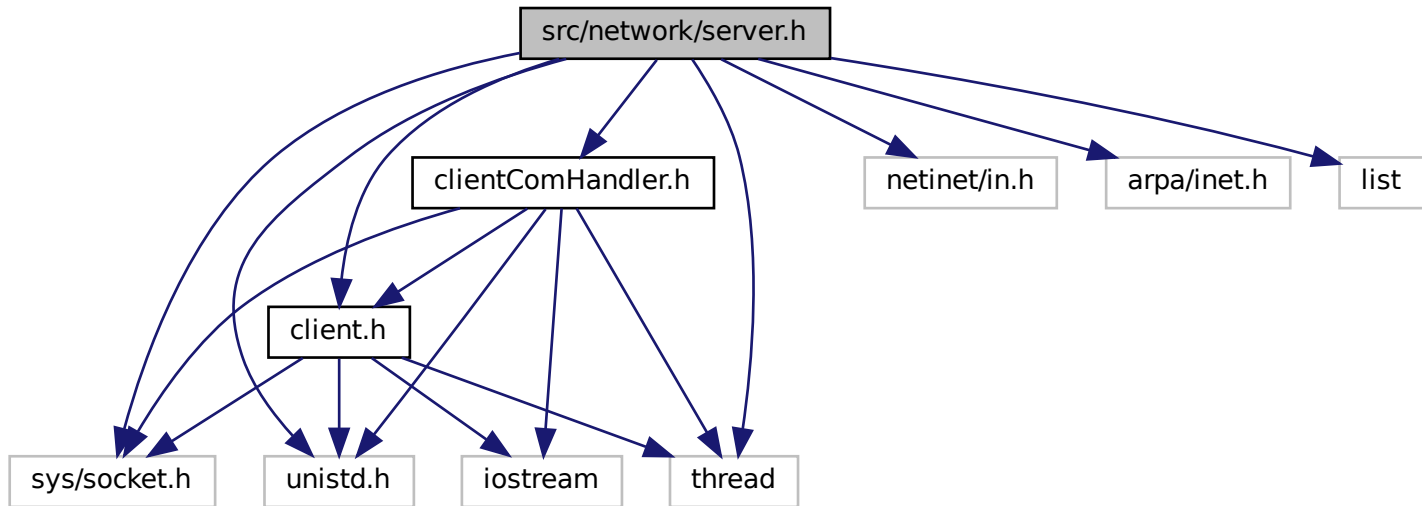 src/network/server.h
clientComHandler.h
netinet/in.h
arpa/inet.h
list
client.h
sys/socket.h
unistd.h
iostream
thread